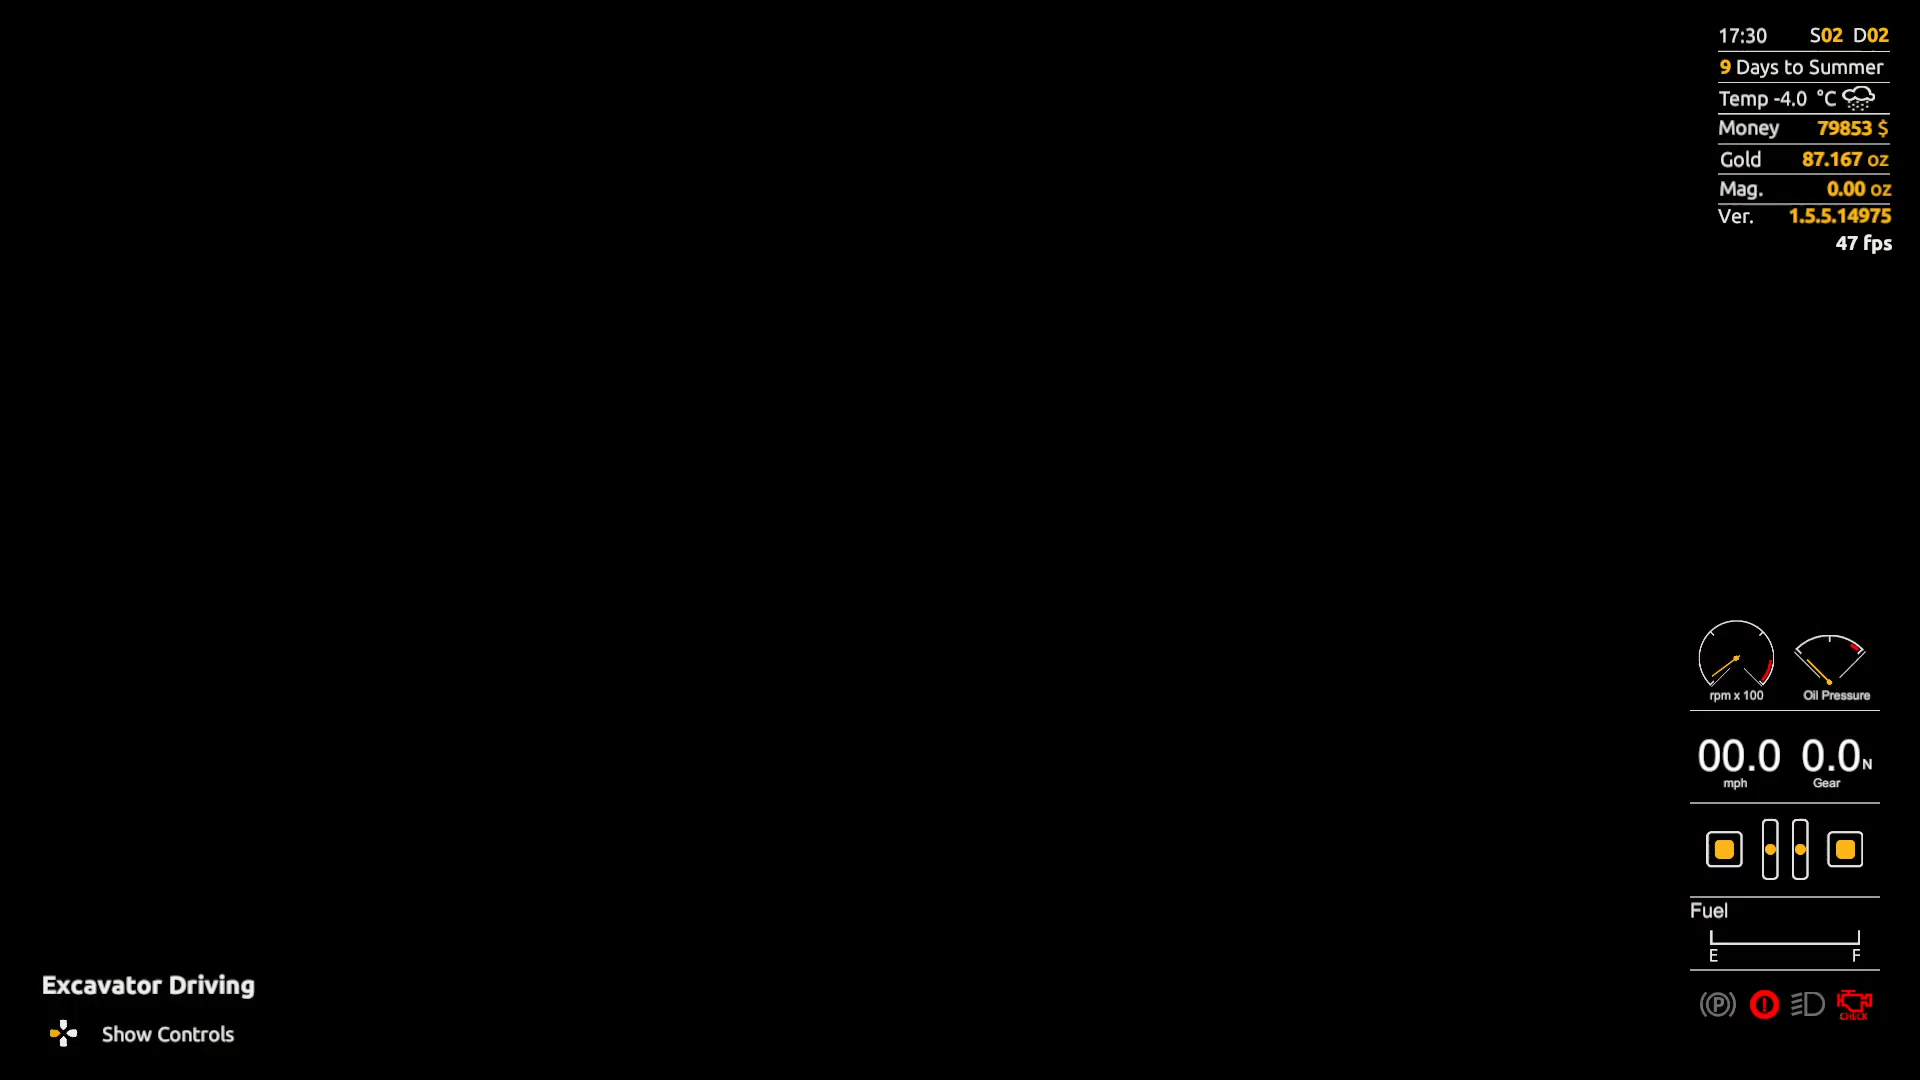 17:30 S02 D02
9 Days to Summer
Temp -4.0 °C
Money 79853 $
Gold 87.167 oz
Mag. 0.00 oz
Ver. 1.5.5.14975
47 fps
rpm x 100 Oil Pressure
00.0 0.0 N
mph Gear
Fuel
E F
P ! CHECK
Excavator Driving
Show Controls